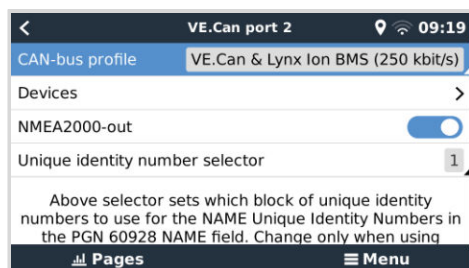 VE.Can port 2 09:19
CAN-bus profile VE.Can & Lynx Ion BMS (250 kbit/s)
Devices
NMEA2000-out
Unique identity number selector 1
Above selector sets which block of unique identity
numbers to use for the NAME Unique Identity Numbers in
the PGN 60928 NAME field. Change only when using
Pages Menu